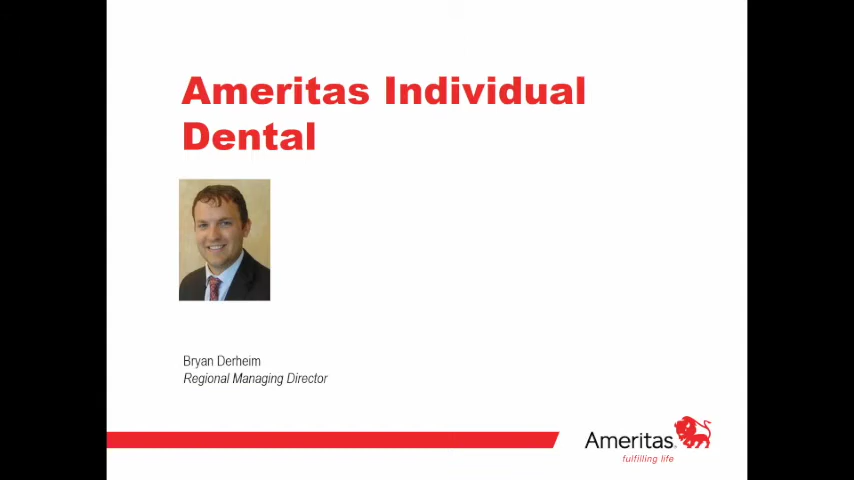 Ameritas Individual
Dental
Bryan Derheim
Regional Managing Director
Ameritas
fulfilling life